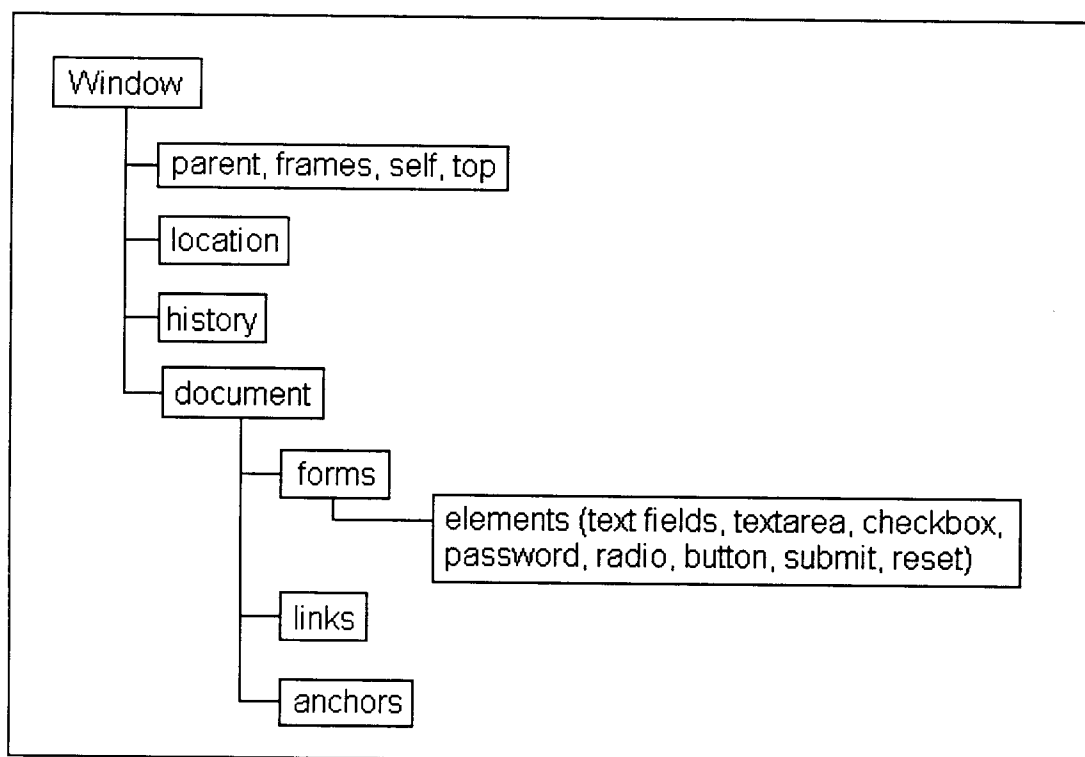 Window
parent, frames, self, top
location
history
document
forms
elements (text fields, textarea, checkbox,
password, radio, button, submit, reset)
links
anchors